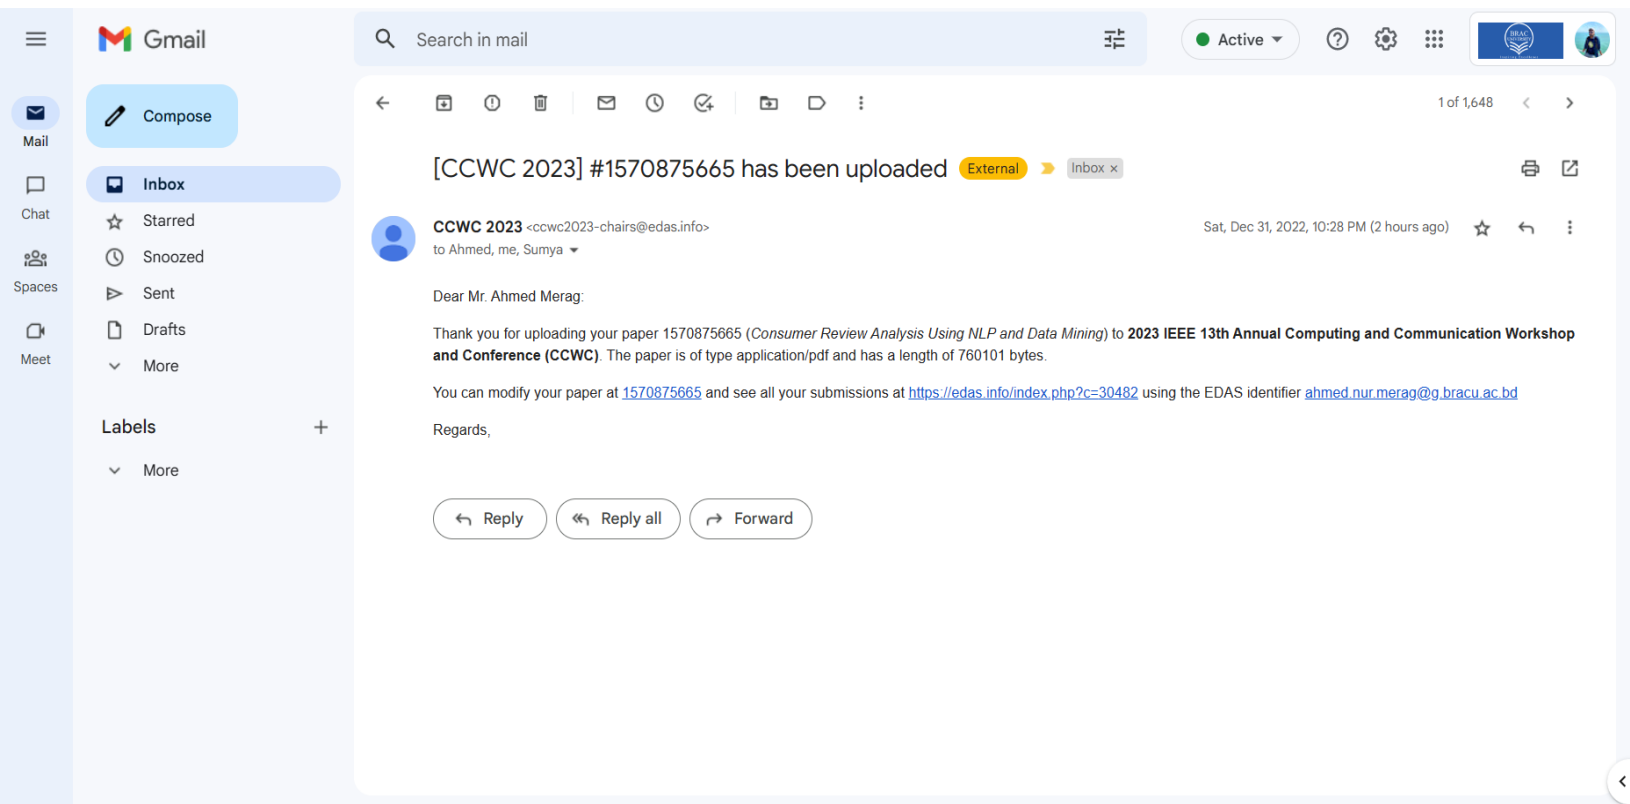 Gmail
Search in mail
Active
BRAC
UNIVERSITY
Mail
Compose
1 of 1,648
Inbox
[CCWC 2023] #1570875665 has been uploaded External Inbox ×
Chat
Starred
CCWC 2023 <ccwc2023-chairs@edas.info>
Sat, Dec 31, 2022, 10:28 PM (2 hours ago)
to Ahmed, me, Sumya
Snoozed
Spaces
Sent
Dear Mr. Ahmed Merag:
Drafts
Thank you for uploading your paper 1570875665 (Consumer Review Analysis Using NLP and Data Mining) to 2023 IEEE 13th Annual Computing and Communication Workshop
and Conference (CCWC). The paper is of type application/pdf and has a length of 760101 bytes.
Meet
More
You can modify your paper at 1570875665 and see all your submissions at https://edas.info/index.php?c=30482 using the EDAS identifier ahmed.nur.merag@g.bracu.ac.bd
Labels
Regards,
More
Reply
Reply all
Forward